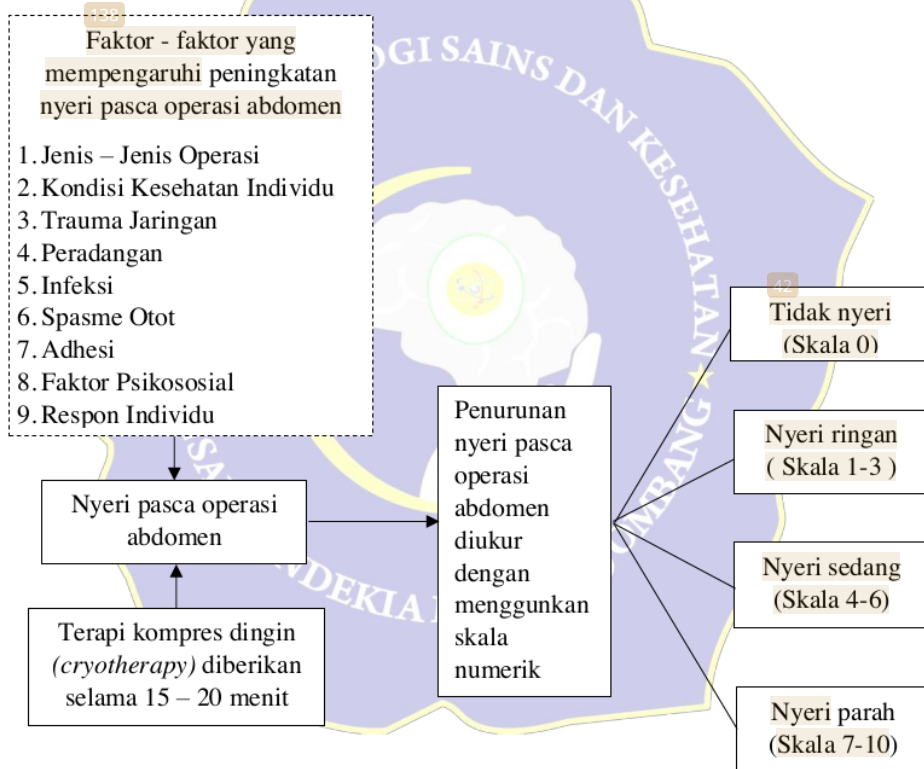 138
Faktor - faktor yang
mempengaruhi peningkatan
nyeri pasca operasi abdomen
1. Jenis – Jenis Operasi
2. Kondisi Kesehatan Individu
3. Trauma Jaringan
4. Peradangan
5. Infeksi
6. Spasme Otot
7. Adhesi
8. Faktor Psikososial
9. Respon Individu
Nyeri pasca operasi
abdomen
Terapi kompres dingin
(cryotherapy) diberikan
selama 15 – 20 menit
Penurunan
nyeri pasca
operasi
abdomen
diukur
dengan
menggunkan
skala
numerik
42
Tidak nyeri
(Skala 0)
Nyeri ringan
( Skala 1-3 )
Nyeri sedang
(Skala 4-6)
Nyeri parah
(Skala 7-10)
SAINS DAN KESEHATAN